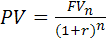 PV = FVₙ / (1+r)ⁿ